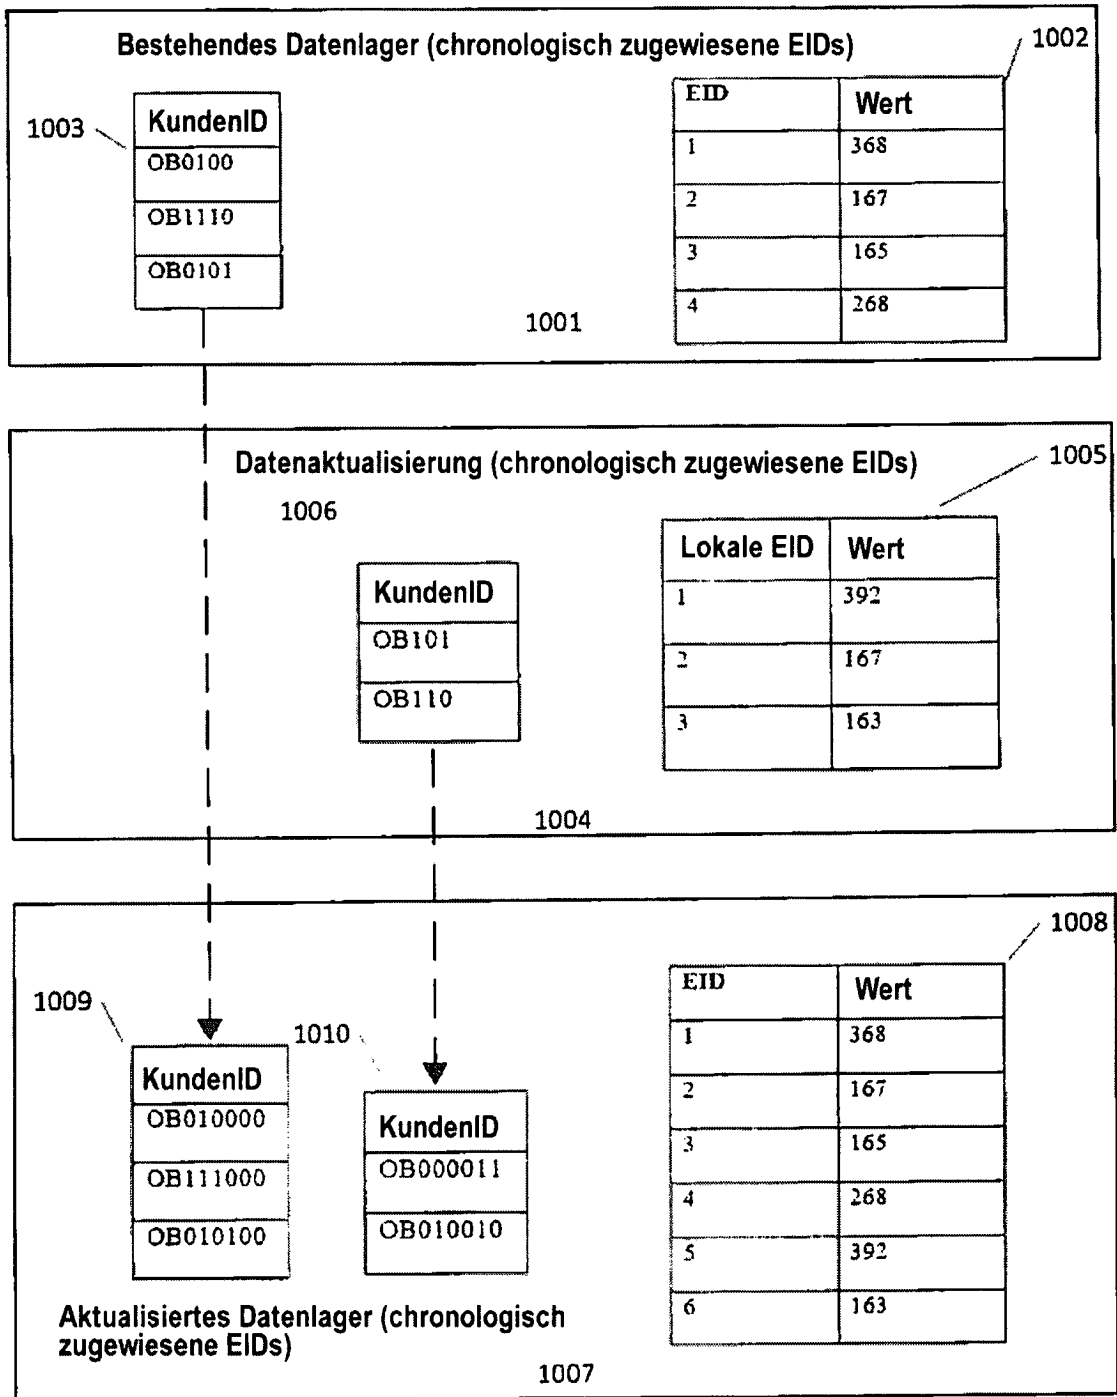 Bestehendes Datenlager (chronologisch zugewiesene EIDs)
1002
1003
KundenID
OB0100
OB1110
OB0101
EID Wert
1 368
2 167
3 165
4 268
1001
Datenaktualisierung (chronologisch zugewiesene EIDs)
1005
1006
KundenID
OB101
OB110
Lokale EID Wert
1 392
2 167
3 163
1004
1008
1009
KundenID
OB010000
OB111000
OB010100
1010
KundenID
OB000011
OB010010
EID Wert
1 368
2 167
3 165
4 268
5 392
6 163
Aktualisiertes Datenlager (chronologisch
zugewiesene EIDs)
1007